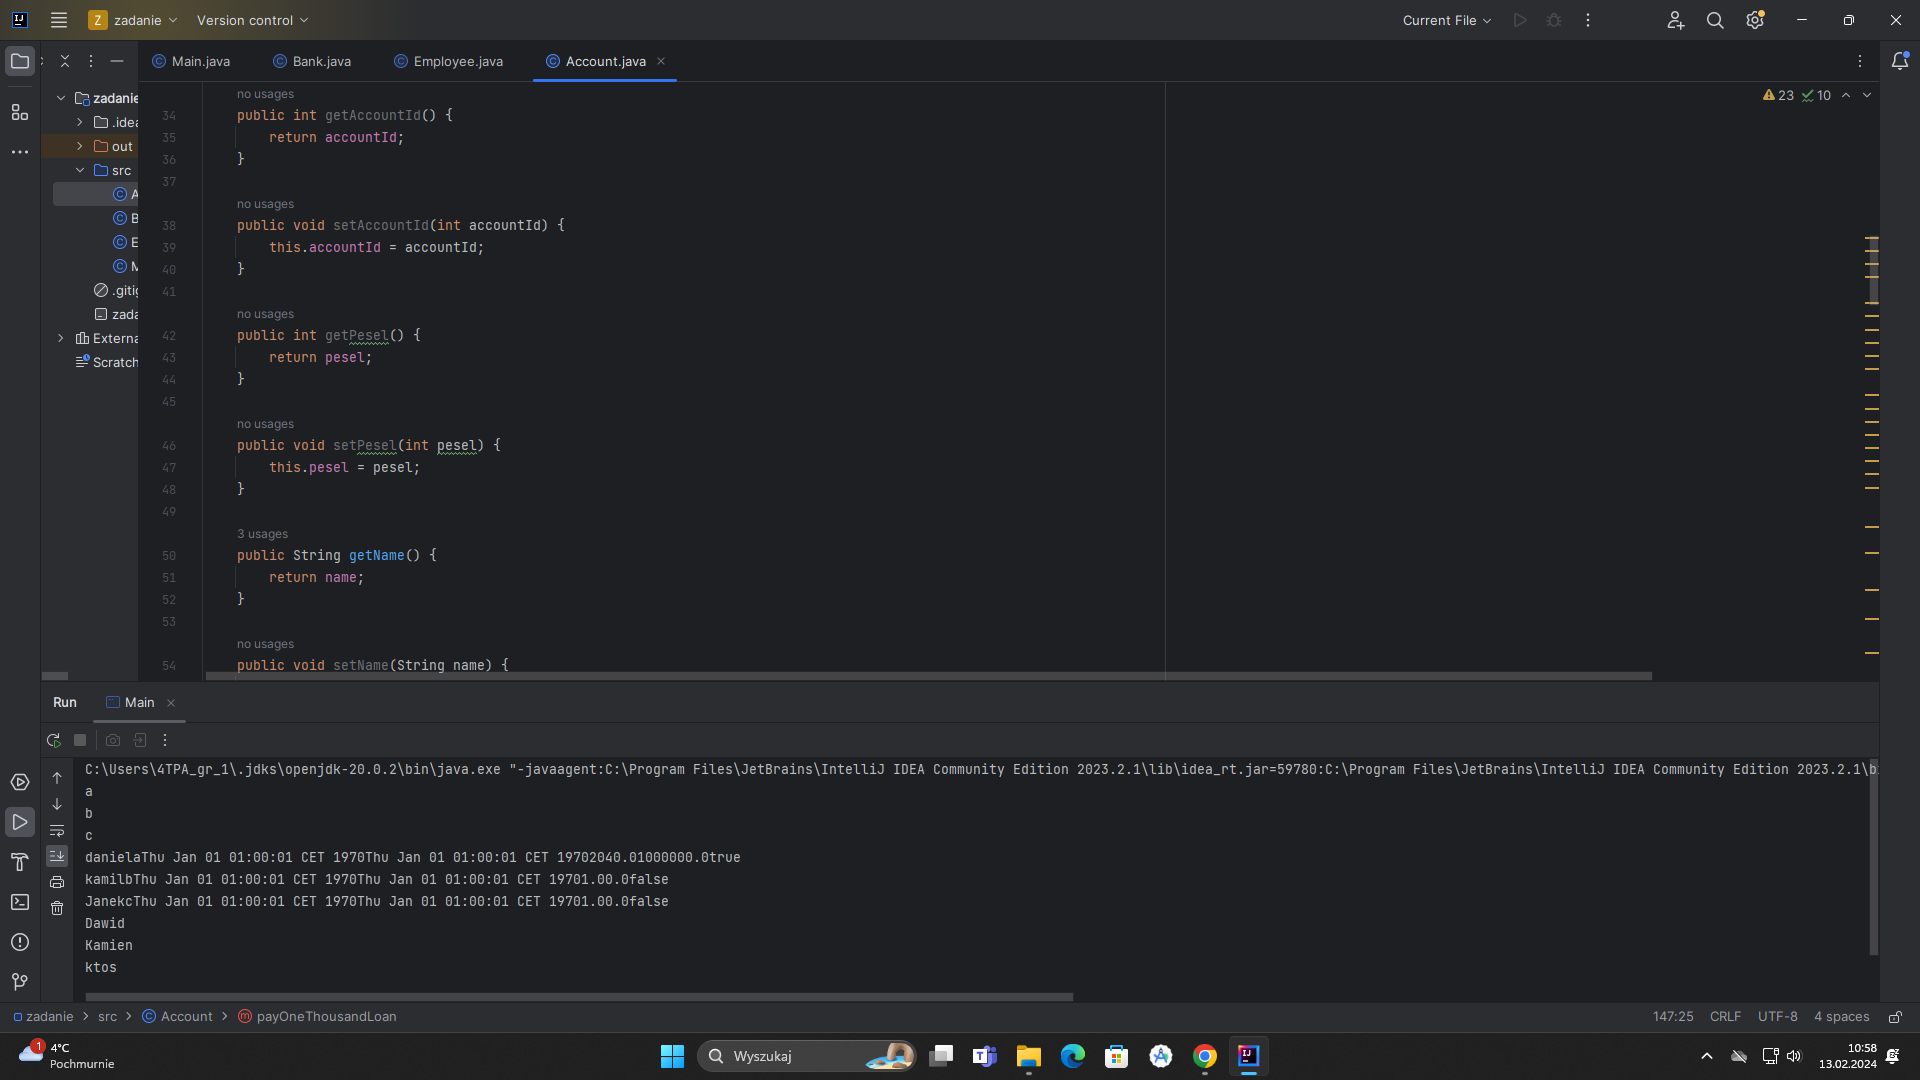 zadanie Version control Current File
Main.java Bank.java Employee.java Account.java
23 10
zadanie
.idea
out
src
A
B
E
M
.gitig
zada
Externa
Scratch
no usages
34 public int getAccountId() {
35 return accountId;
36 }
37
no usages
38 public void setAccountId(int accountId) {
39 this.accountId = accountId;
40 }
41
no usages
42 public int getPesel() {
43 return pesel;
44 }
45
no usages
46 public void setPesel(int pesel) {
47 this.pesel = pesel;
48 }
49
3 usages
50 public String getName() {
51 return name;
52 }
53
no usages
54 public void setName(String name) {
Run Main
C:\Users\4TPA_gr_1\.jdks\openjdk-20.0.2\bin\java.exe "-javaagent:C:\Program Files\JetBrains\IntelliJ IDEA Community Edition 2023.2.1\lib\idea_rt.jar=59780:C:\Program Files\JetBrains\IntelliJ IDEA Community Edition 2023.2.1\bi
a
b
c
danielaThu Jan 01 01:00:01 CET 1970Thu Jan 01 01:00:01 CET 19702040.01000000.0true
kamilbThu Jan 01 01:00:01 CET 1970Thu Jan 01 01:00:01 CET 19701.00.0false
JanekcThu Jan 01 01:00:01 CET 1970Thu Jan 01 01:00:01 CET 19701.00.0false
Dawid
Kamien
ktos
zadanie > src > Account > payOneThousandLoan 147:25 CRLF UTF-8 4 spaces
1 4°C
Pochmurnie
Wyszukaj
10:58
13.02.2024